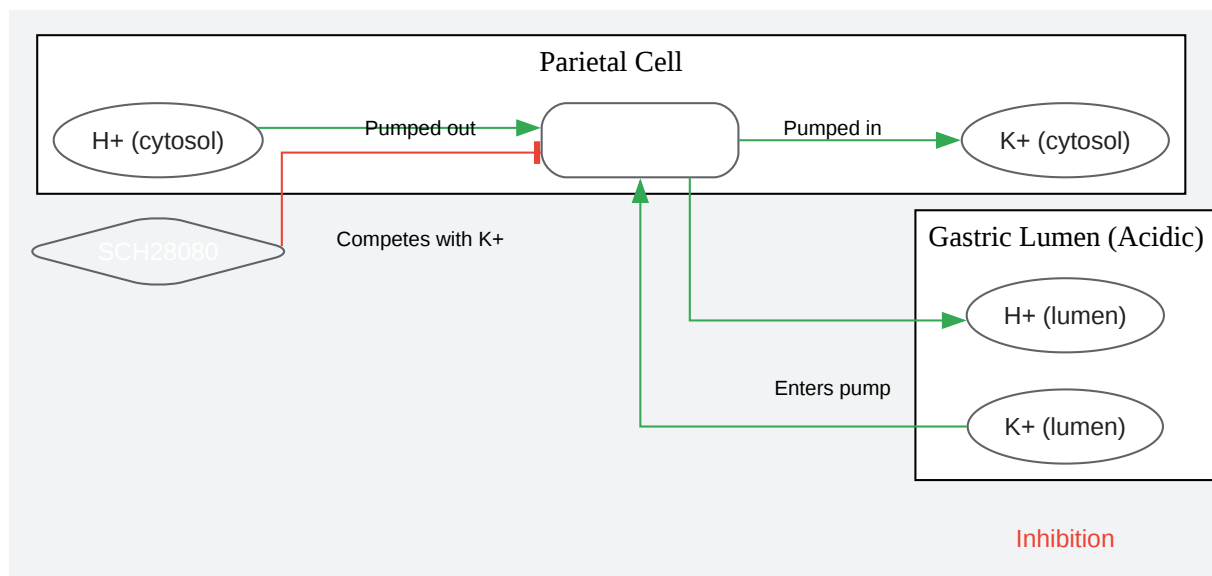 Parietal Cell
H+ (cytosol)
Pumped out
Pumped in
K+ (cytosol)
SCH28080
Competes with K+
Gastric Lumen (Acidic)
H+ (lumen)
Enters pump
K+ (lumen)
Inhibition